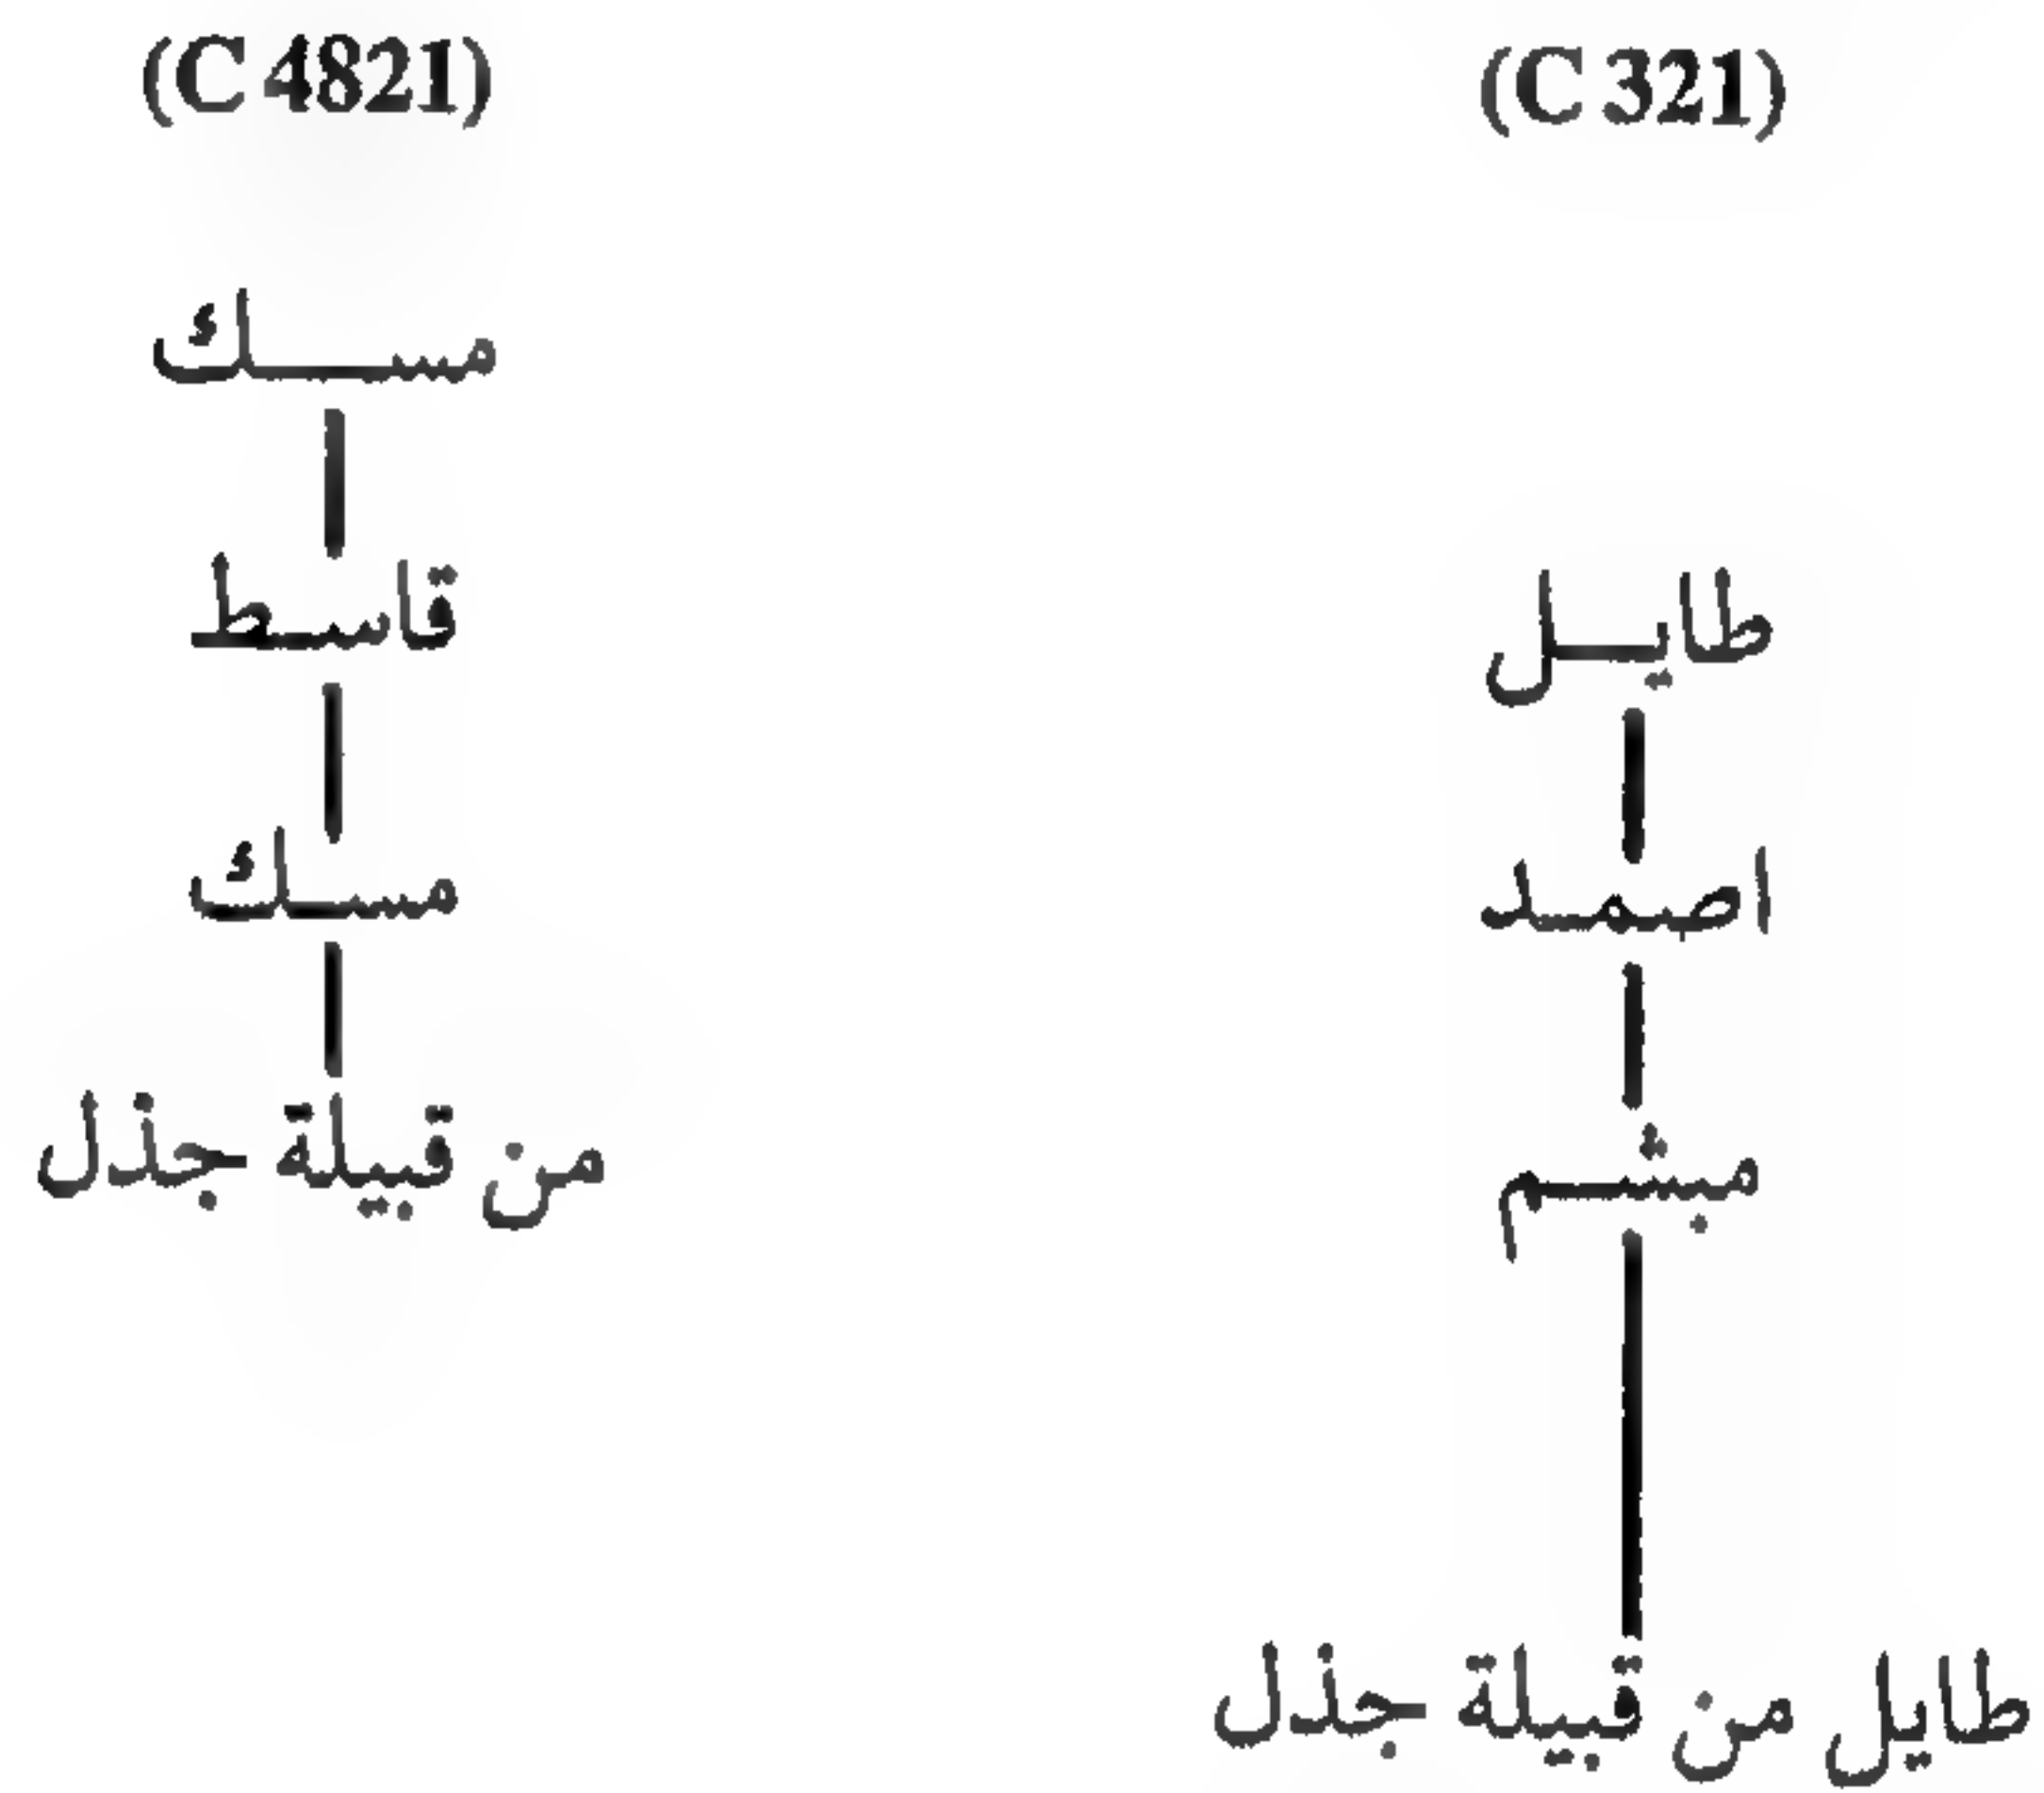 (C 321)
طايل
اصمد
مبشم
طايل من قبيلة جذل
(C 4821)
مسك
قاسط
مسك
من قبيلة جذل